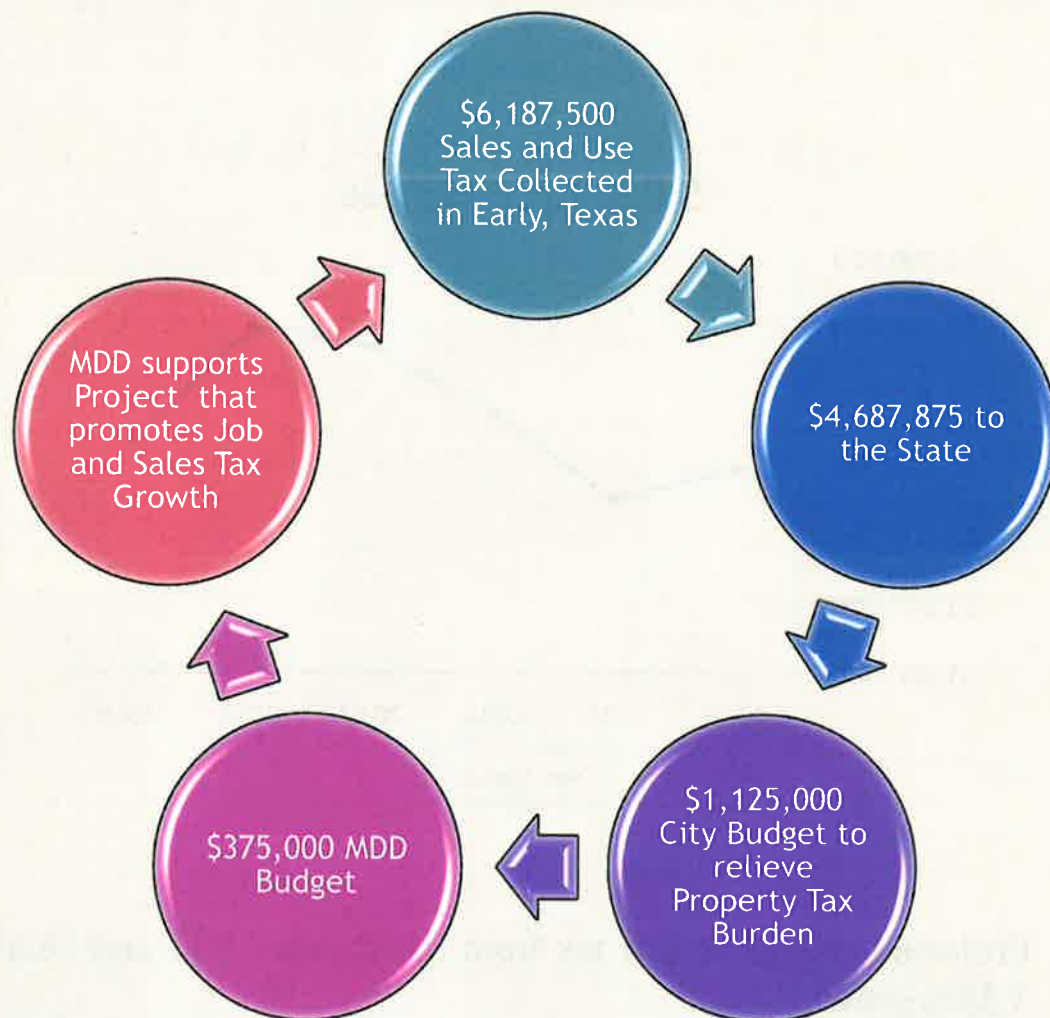 $6,187,500
Sales and Use
Tax Collected
in Early, Texas
$4,687,875 to
the State
$1,125,000
City Budget to
relieve
Property Tax
Burden
$375,000 MDD
Budget
MDD supports
Project that
promotes Job
and Sales Tax
Growth